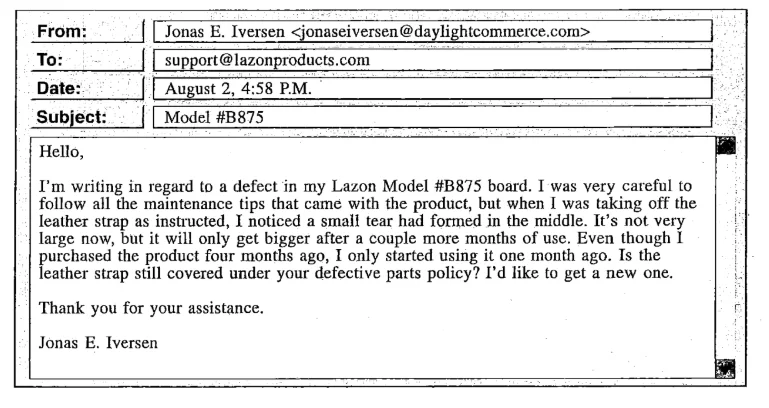 From: Jonas E. Iversen <jonaseiversen@daylightcommerce.com>
To: support@lazonproducts.com
Date: August 2, 4:58 P.M.
Subject: Model #B875
Hello,
I'm writing in regard to a defect in my Lazon Model #B875 board. I was very careful to
follow all the maintenance tips that came with the product, but when I was taking off the
leather strap as instructed, I noticed a small tear had formed in the middle. It's not very
large now, but it will only get bigger after a couple more months of use. Even though I
purchased the product four months ago, I only started using it one month ago. Is the
leather strap still covered under your defective parts policy? I'd like to get a new one.
Thank you for your assistance.
Jonas E. Iversen